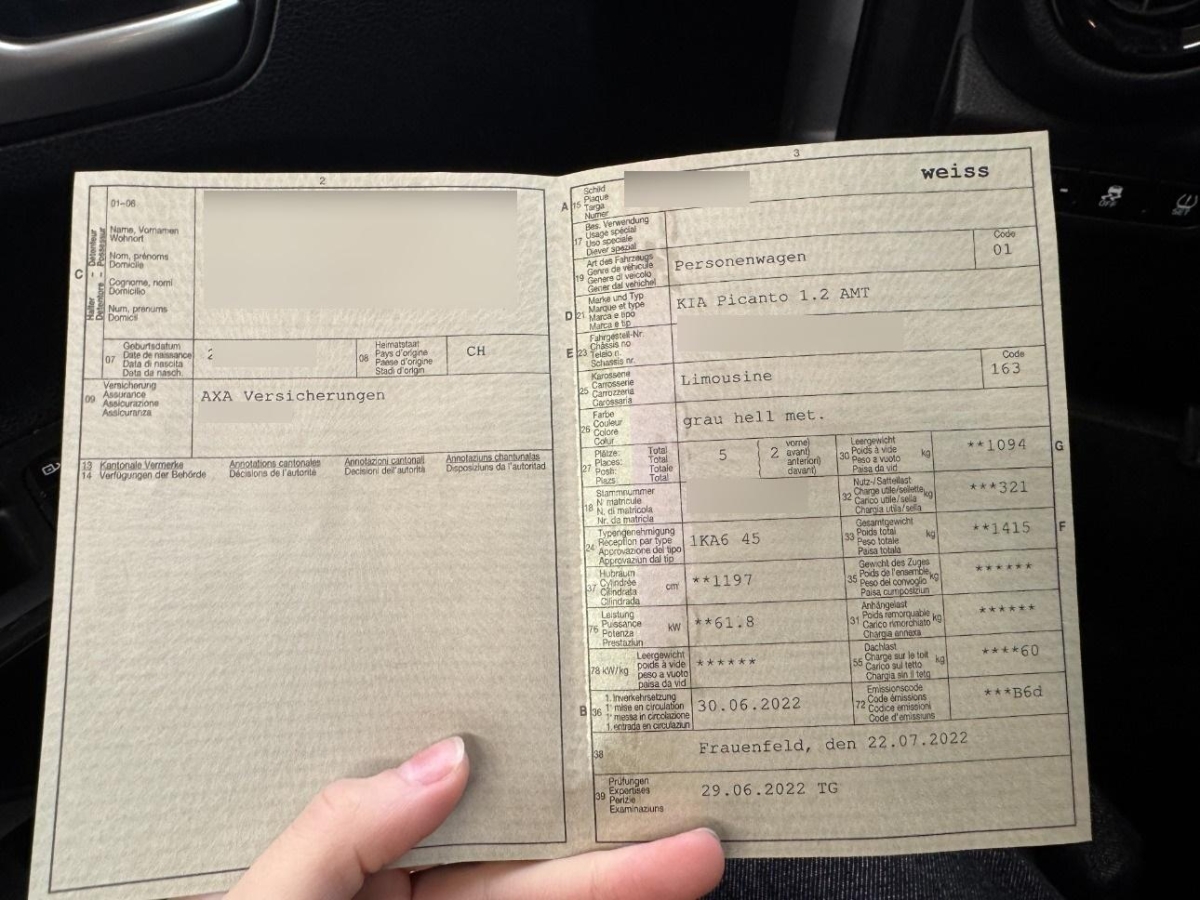 2
01-06
C
Halter - Détenteur
Detentore - Possessur
Name, Vornamen
Wohnort
Nom, prénoms
Domicile
Cognome, nomi
Domicilio
Num, prenums
Domicil
07
Geburtsdatum
Date de naissance
Data di nascita
Data da nasch.
2
08
Heimatstaat
Pays d'origine
Paese d'origine
Stadi d'origin
CH
09
Versicherung
Assurance
Assicurazione
Assicuranza
AXA Versicherungen
13 Kantonale Vermerke
14 Verfügungen der Behörde
Annotations cantonales
Décisions de l'autorité
Annotazioni cantonali
Decisioni dell'autorità
Annotaziuns chantunalas
Disposiziuns da l'autoritad
3
A
15
Schild
Plaque
Targa
Numer
weiss
17
Bes. Verwendung
Usage spécial
Uso speciale
Diever spezial
19
Art des Fahrzeugs
Genre de véhicule
Genere di veicolo
Gener dal vehichel
Personenwagen
Code
01
D
21
Marke und Typ
Marque et type
Marca e tipo
Marca e tip
KIA Picanto 1.2 AMT
E
23
Fahrgestell-Nr.
Châssis no
Telaio n.
Schassis nr.
25
Karosserie
Carrosserie
Carrozzeria
Carossaria
Limousine
Code
163
26
Farbe
Couleur
Colore
Colur
grau hell met.
27
Plätze: Total
Places: Total
Posti: Totale
Plazs: Total
5
2
vorne)
avant)
anteriori)
davant)
30
Leergewicht
Poids à vide
Peso a vuoto
Paisa da vid
kg
**1094
G
18
Stammnummer
N matricule
N. di matricola
Nr. da matricla
32
Nutz-/Sattellast
Charge utile/sellette
Carico utile/sella
Chargia utila/sella
kg
***321
24
Typengenehmigung
Réception par type
Approvazione del tipo
Approvaziun dal tip
1KA6 45
33
Gesamtgewicht
Poids total
Peso totale
Paisa totala
kg
**1415
F
37
Hubraum
Cylindrée
Cilindrata
Cilindrada
cm³
**1197
35
Gewicht des Zuges
Poids de l'ensemble
Peso del convoglio
Paisa cumposiziun
kg
******
76
Leistung
Puissance
Potenza
Prestaziun
kW
**61.8
31
Anhängelast
Poids remorquable
Carico rimorchiato
Chargia annexa
kg
******
78 kW/kg
Leergewicht
poids à vide
peso a vuoto
paisa da vid
******
55
Dachlast
Charge sur le toit
Carico sul tetto
Chargia sin il tetg
kg
****60
B
36
1. Inverkehrsetzung
1ʳᵉ mise en circulation
1ᵃ messa in circolazione
1. entrada en circulaziun
30.06.2022
72
Emissionscode
Code émissions
Codice emissioni
Code d'emissiuns
***B6d
38
Frauenfeld, den 22.07.2022
39
Prüfungen
Expertises
Perizie
Examinaziuns
29.06.2022 TG